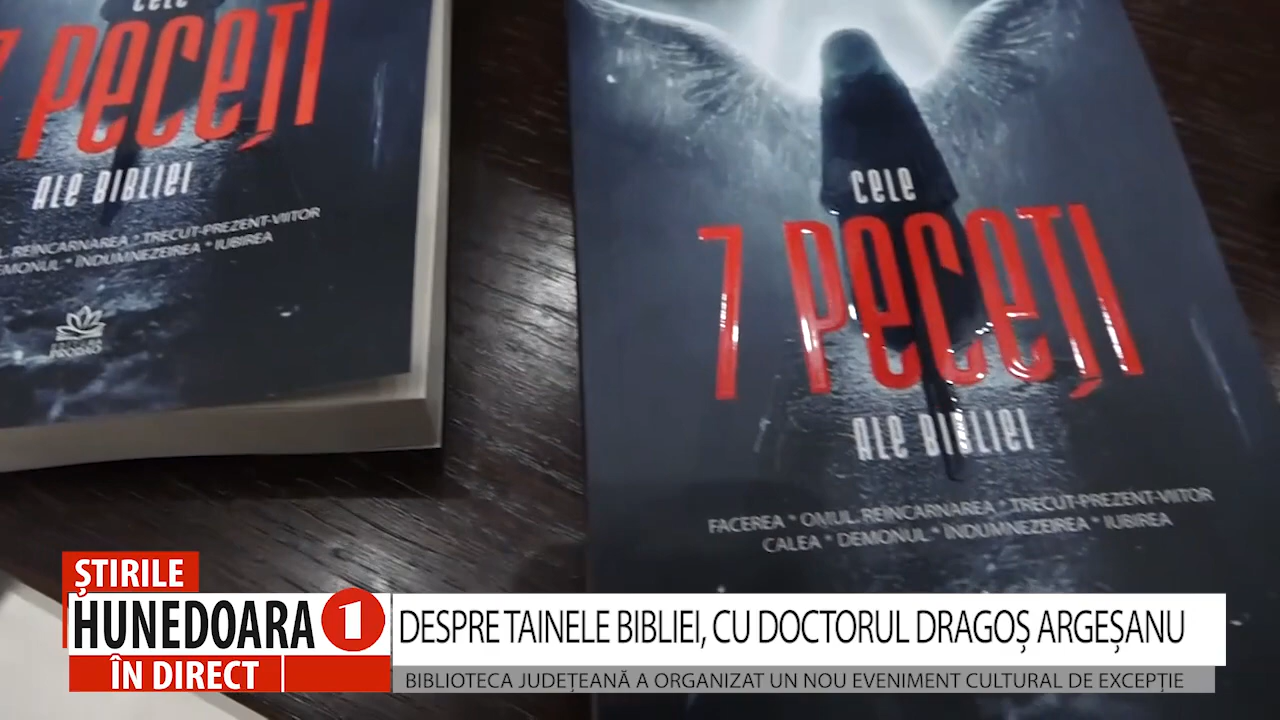 CELE
7 PECEȚI
ALE BIBLIEI
REÎNCARNAREA * TRECUT-PREZENT-VIITOR
DEMONUL * ÎNDUMNEZEIREA * IUBIREA
CELE
7 PECEȚI
ALE BIBLIEI
FACEREA * OMUL. REÎNCARNAREA * TRECUT-PREZENT-VIITOR
CALEA * DEMONUL * ÎNDUMNEZEIREA * IUBIREA
ȘTIRILE
HUNEDOARA 1
ÎN DIRECT
DESPRE TAINELE BIBLIEI, CU DOCTORUL DRAGOȘ ARGEȘANU
BIBLIOTECA JUDEȚEANĂ A ORGANIZAT UN NOU EVENIMENT CULTURAL DE EXCEPȚIE